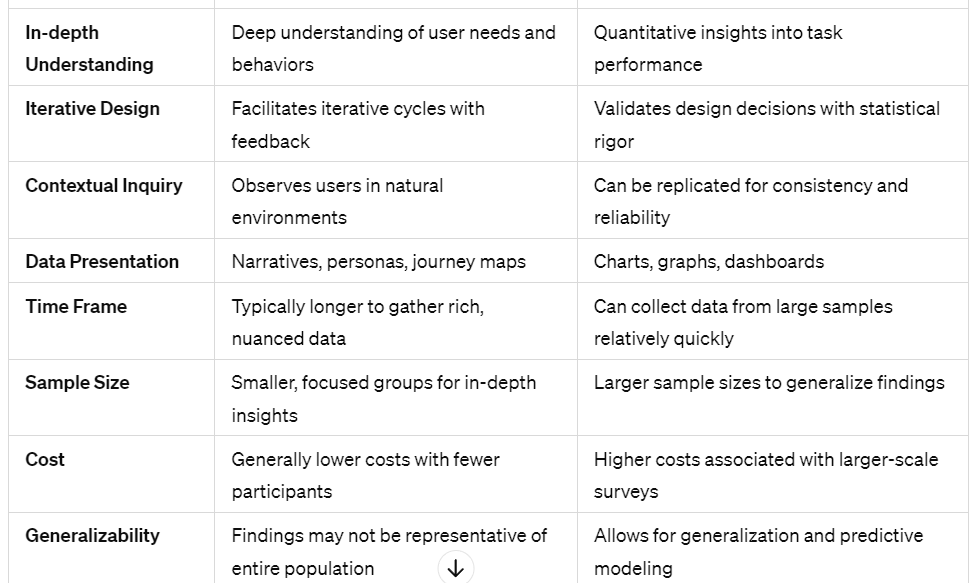 In-depth Understanding
Deep understanding of user needs and behaviors
Quantitative insights into task performance
Iterative Design
Facilitates iterative cycles with feedback
Validates design decisions with statistical rigor
Contextual Inquiry
Observes users in natural environments
Can be replicated for consistency and reliability
Data Presentation
Narratives, personas, journey maps
Charts, graphs, dashboards
Time Frame
Typically longer to gather rich, nuanced data
Can collect data from large samples relatively quickly
Sample Size
Smaller, focused groups for in-depth insights
Larger sample sizes to generalize findings
Cost
Generally lower costs with fewer participants
Higher costs associated with larger-scale surveys
Generalizability
Findings may not be representative of entire population
Allows for generalization and predictive modeling